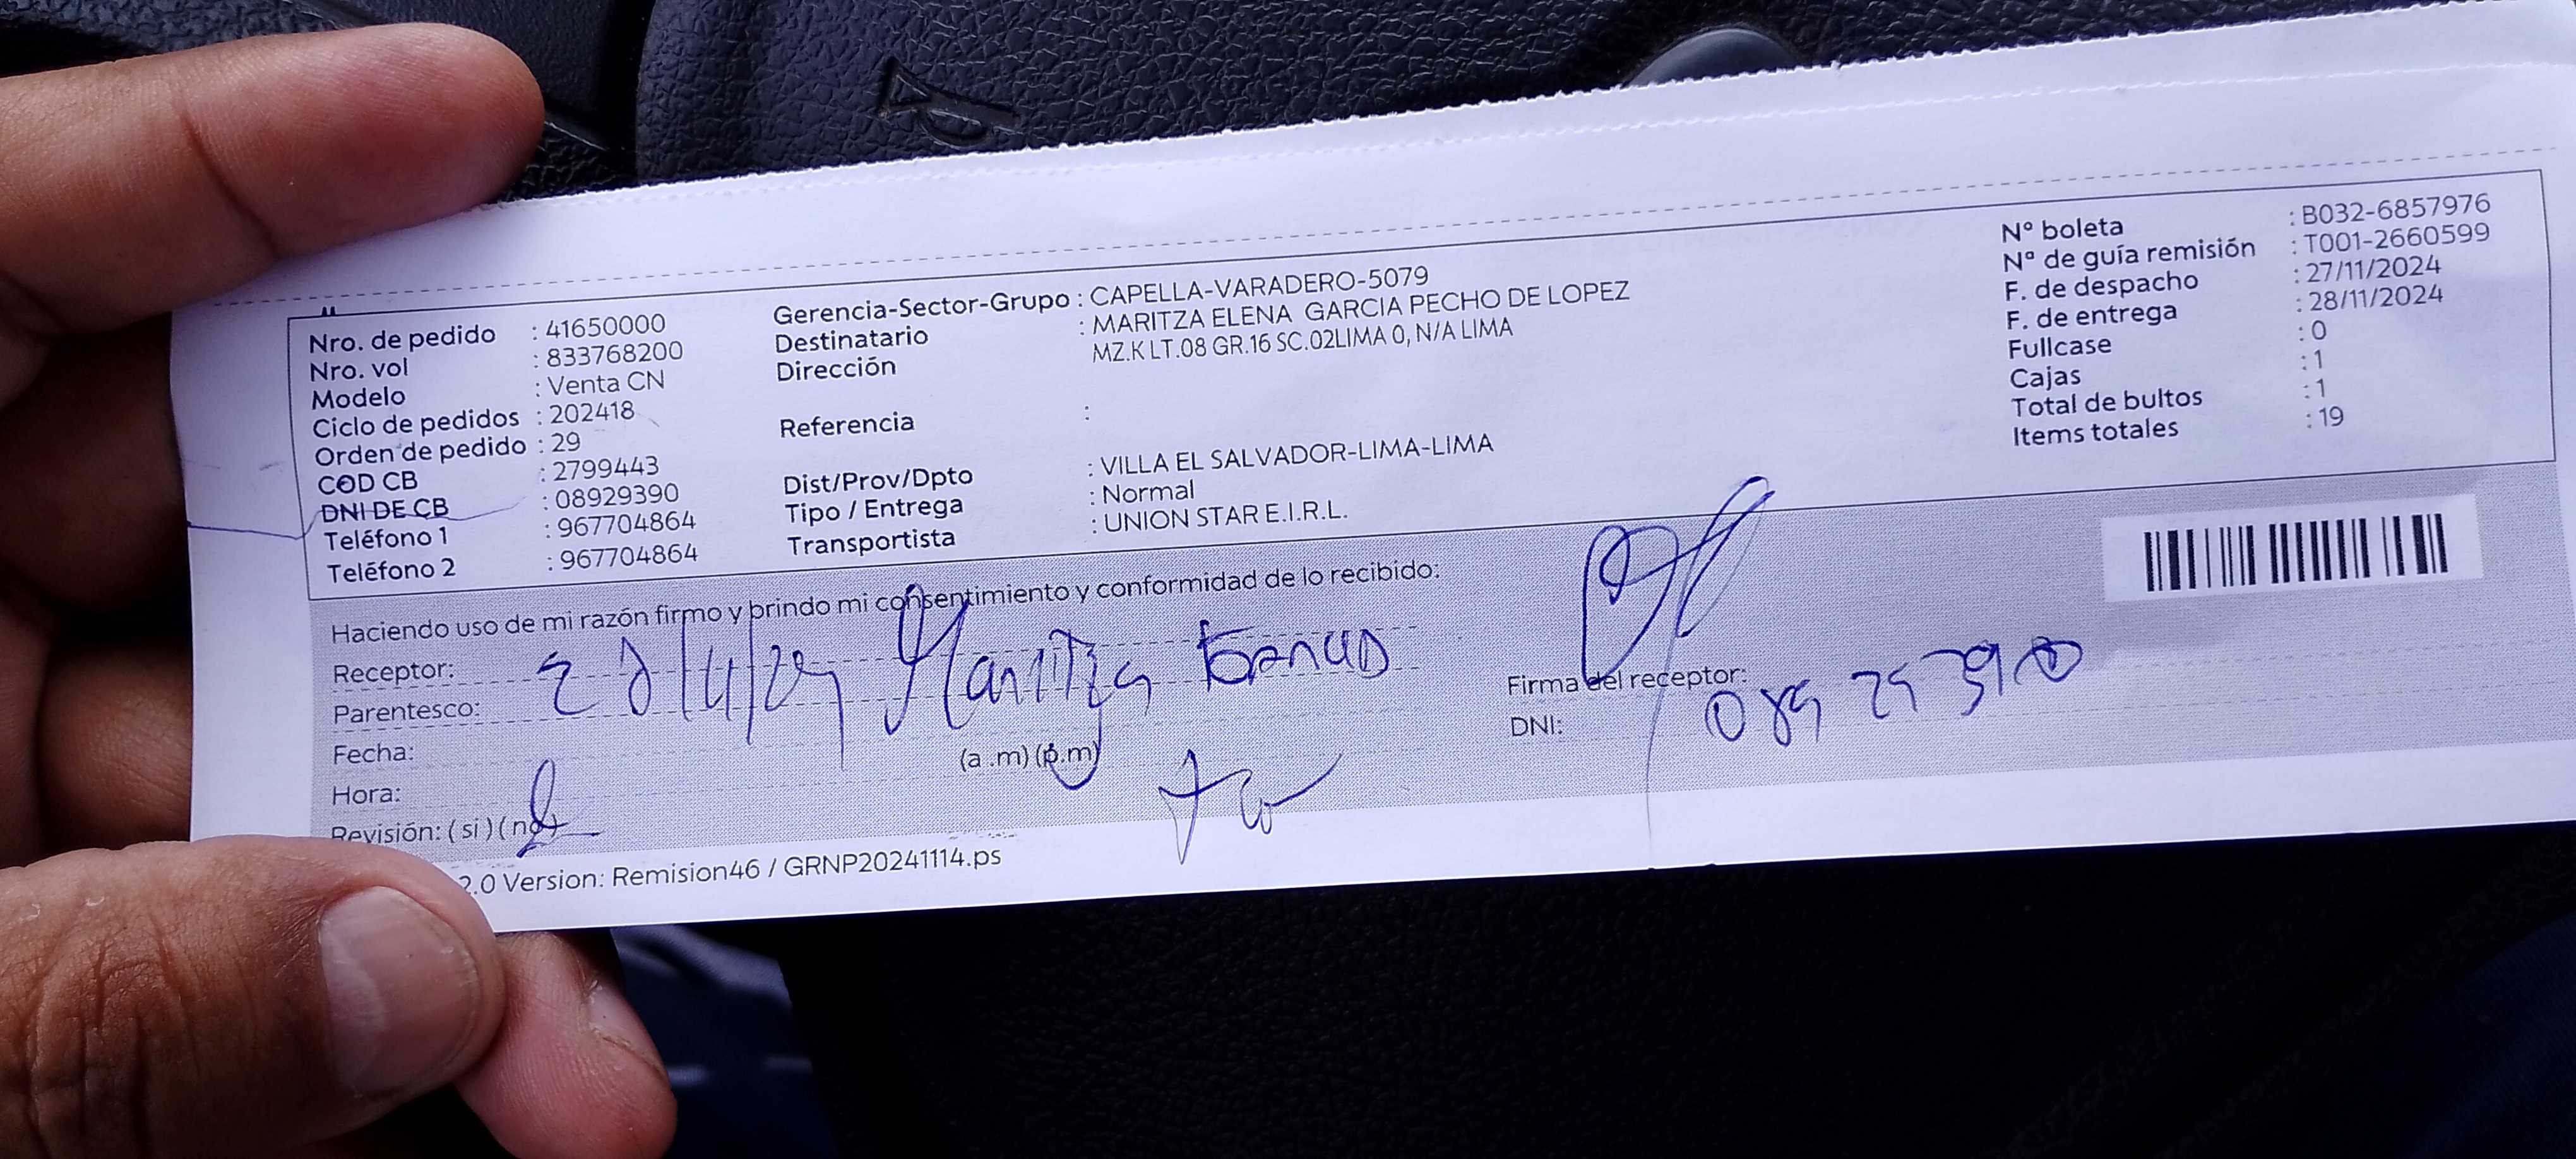 Nro. de pedido : 41650000
Nro. vol : 833768200
Modelo : Venta CN
Ciclo de pedidos : 202418
Orden de pedido : 29
COD CB : 2799443
DNI DE CB : 08929390
Teléfono 1 : 967704864
Teléfono 2 : 967704864
Gerencia-Sector-Grupo : CAPELLA-VARADERO-5079
Destinatario : MARITZA ELENA GARCIA PECHO DE LOPEZ
Dirección MZ.K LT.08 GR.16 SC.02LIMA 0, N/A LIMA
Referencia :
Dist/Prov/Dpto : VILLA EL SALVADOR-LIMA-LIMA
Tipo / Entrega : Normal
Transportista : UNION STAR E.I.R.L.
Nº boleta : B032-6857976
Nª de guía remisión : T001-2660599
F. de despacho : 27/11/2024
F. de entrega : 28/11/2024
Fullcase : 0
Cajas : 1
Total de bultos : 1
Items totales : 19
Haciendo uso de mi razón firmo y brindo mi consentimiento y conformidad de lo recibido:
Receptor:
Parentesco: Maritza
Fecha:
Hora: (a .m) (p.m)
Revisión: ( si ) ( no )
Firma del receptor:
DNI: 08929390
2.0 Version: Remision46 / GRNP20241114.ps